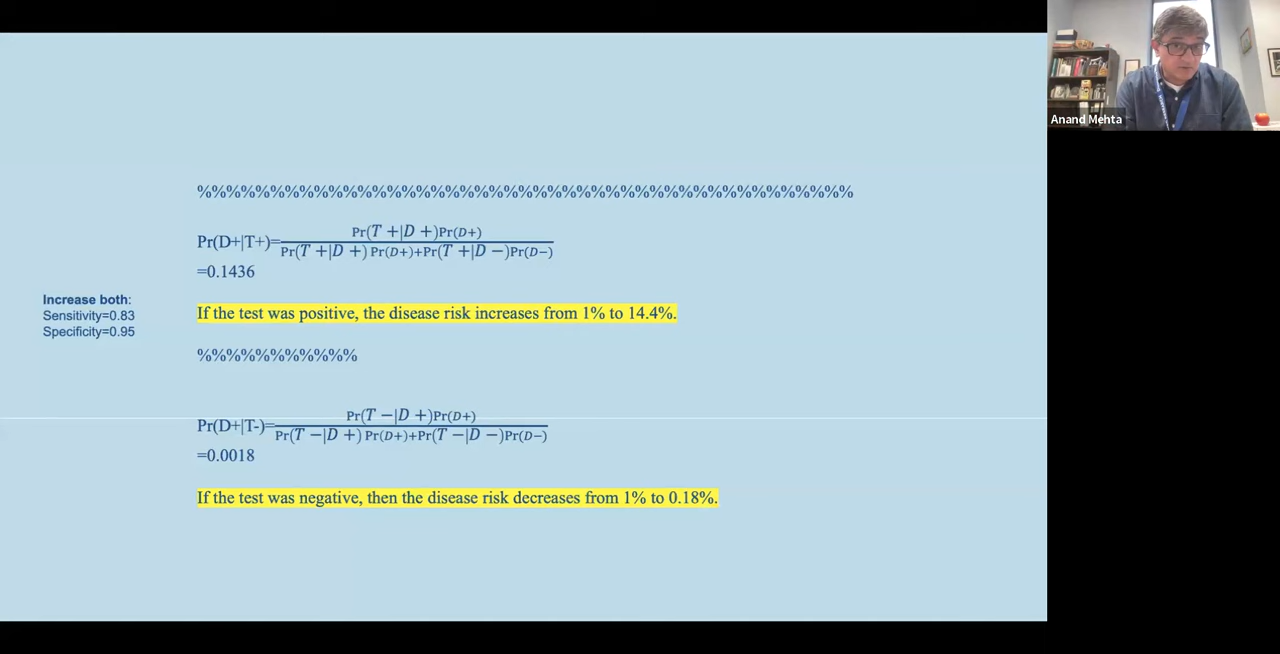 %%%%%%%%%%%%%%%%%%%%%%%%%%%%%%%%%%%%%%%%%%%%%
Pr(D+|T+)=
Pr(T +|D +)Pr(D+)
Pr(T +|D +) Pr(D+)+Pr(T +|D −)Pr(D−)
=0.1436
Increase both:
Sensitivity=0.83
Specificity=0.95
If the test was positive, the disease risk increases from 1% to 14.4%.
%%%%%%%%%%%
Pr(D+|T-)=
Pr(T −|D +)Pr(D+)
Pr(T −|D +) Pr(D+)+Pr(T −|D −)Pr(D−)
=0.0018
If the test was negative, then the disease risk decreases from 1% to 0.18%.
Anand Mehta